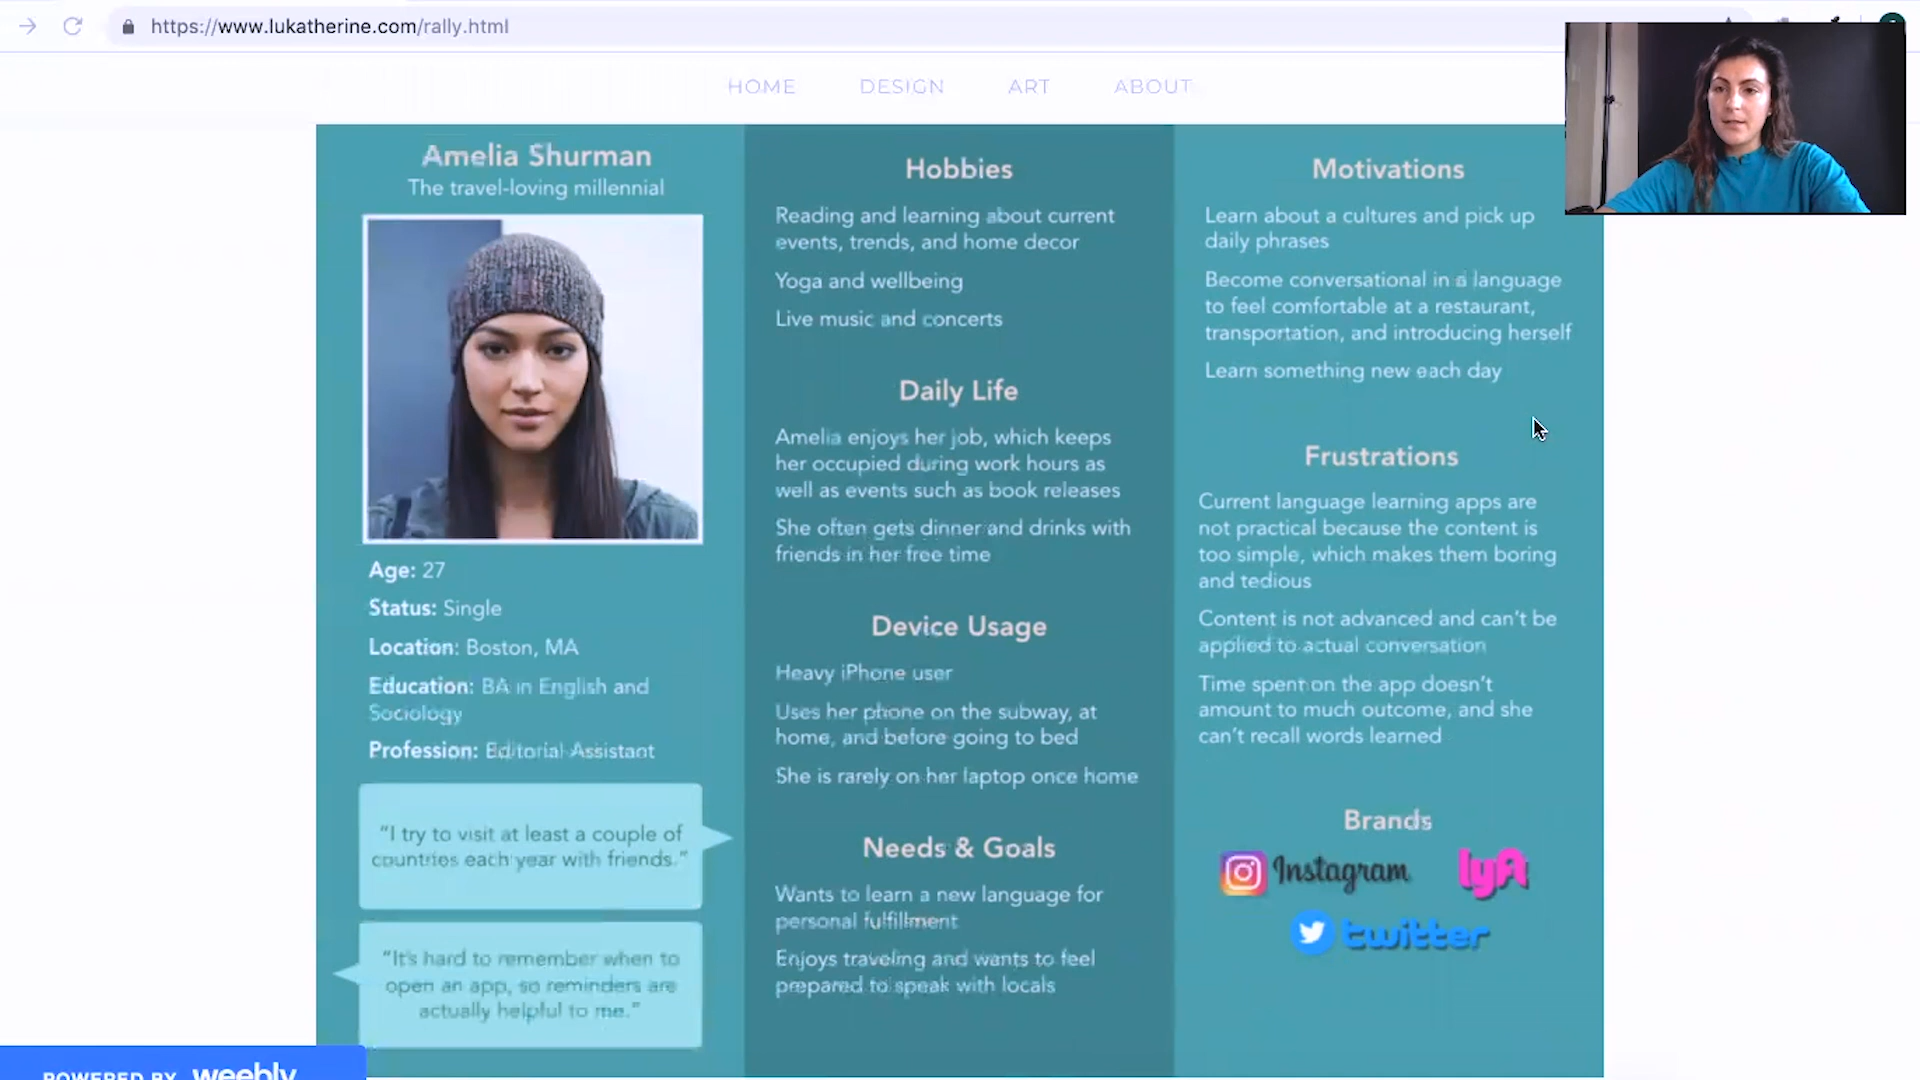 https://www.lukatherine.com/rally.html
HOME DESIGN ART ABOUT
Amelia Shurman
The travel-loving millennial
Age: 27
Status: Single
Location: Boston, MA
Education: BA in English and
Sociology
Profession: Editorial Assistant
"I try to visit at least a couple of
countries each year with friends."
"It's hard to remember when to
open an app, so reminders are
actually helpful to me."
Hobbies
Reading and learning about current
events, trends, and home decor
Yoga and wellbeing
Live music and concerts
Daily Life
Amelia enjoys her job, which keeps
her occupied during work hours as
well as events such as book releases
She often gets dinner and drinks with
friends in her free time
Device Usage
Heavy iPhone user
Uses her phone on the subway, at
home, and before going to bed
She is rarely on her laptop once home
Needs & Goals
Wants to learn a new language for
personal fulfillment
Enjoys traveling and wants to feel
prepared to speak with locals
Motivations
Learn about a cultures and pick up
daily phrases
Become conversational in a language
to feel comfortable at a restaurant,
transportation, and introducing herself
Learn something new each day
Frustrations
Current language learning apps are
not practical because the content is
too simple, which makes them boring
and tedious
Content is not advanced and can't be
applied to actual conversation
Time spent on the app doesn't
amount to much outcome, and she
can't recall words learned
Brands
Instagram
lyft
twitter
POWERED BY weebly